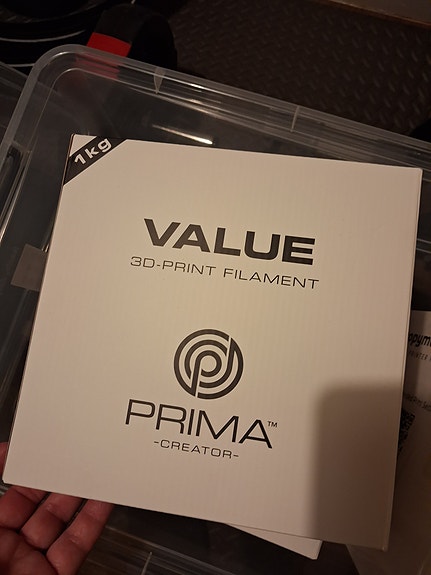 1kg
VALUE
3D-PRINT FILAMENT
PRIMA™
-CREATOR-